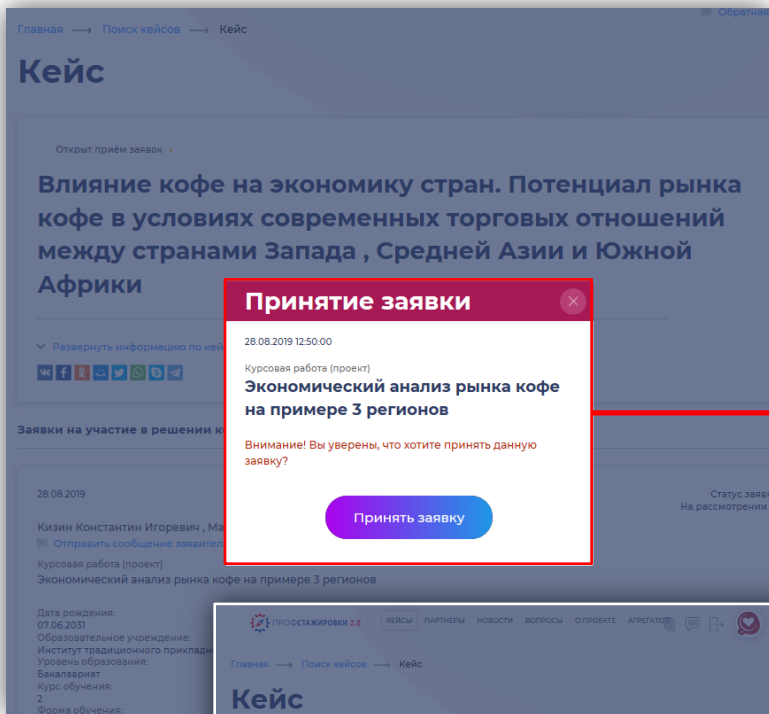 Обратная
Главная → Поиск кейсов → Кейс
Кейс
Открыт приём заявок
Влияние кофе на экономику стран. Потенциал рынка
кофе в условиях современных торговых отношений
между странами Запада , Средней Азии и Южной
Африки
Развернуть информацию по кей
Принятие заявки
28.08.2019 12:50:00
Курсовая работа (проект)
Экономический анализ рынка кофе
на примере 3 регионов
Внимание! Вы уверены, что хотите принять данную
заявку?
Принять заявку
Заявки на участие в решении к
28.08.2019
Статус заяв
На рассмотрении
Кизин Константин Игоревич , Ма
Отправить сообщение заявител
Курсовая работа (проект)
Экономический анализ рынка кофе на примере 3 регионов
Дата рождения:
07.06.2031
Образовательное учреждение:
Институт традиционного приклад
Уровень образования:
Бакалавриат
Курс обучения:
2
Форма обучения:
ПРОФСТАЖИРОВКИ 2.0 КЕЙСЫ ПАРТНЕРЫ НОВОСТИ ВОПРОСЫ О ПРОЕКТЕ АГРЕГАТОР
Главная → Поиск кейсов → Кейс
Кейс